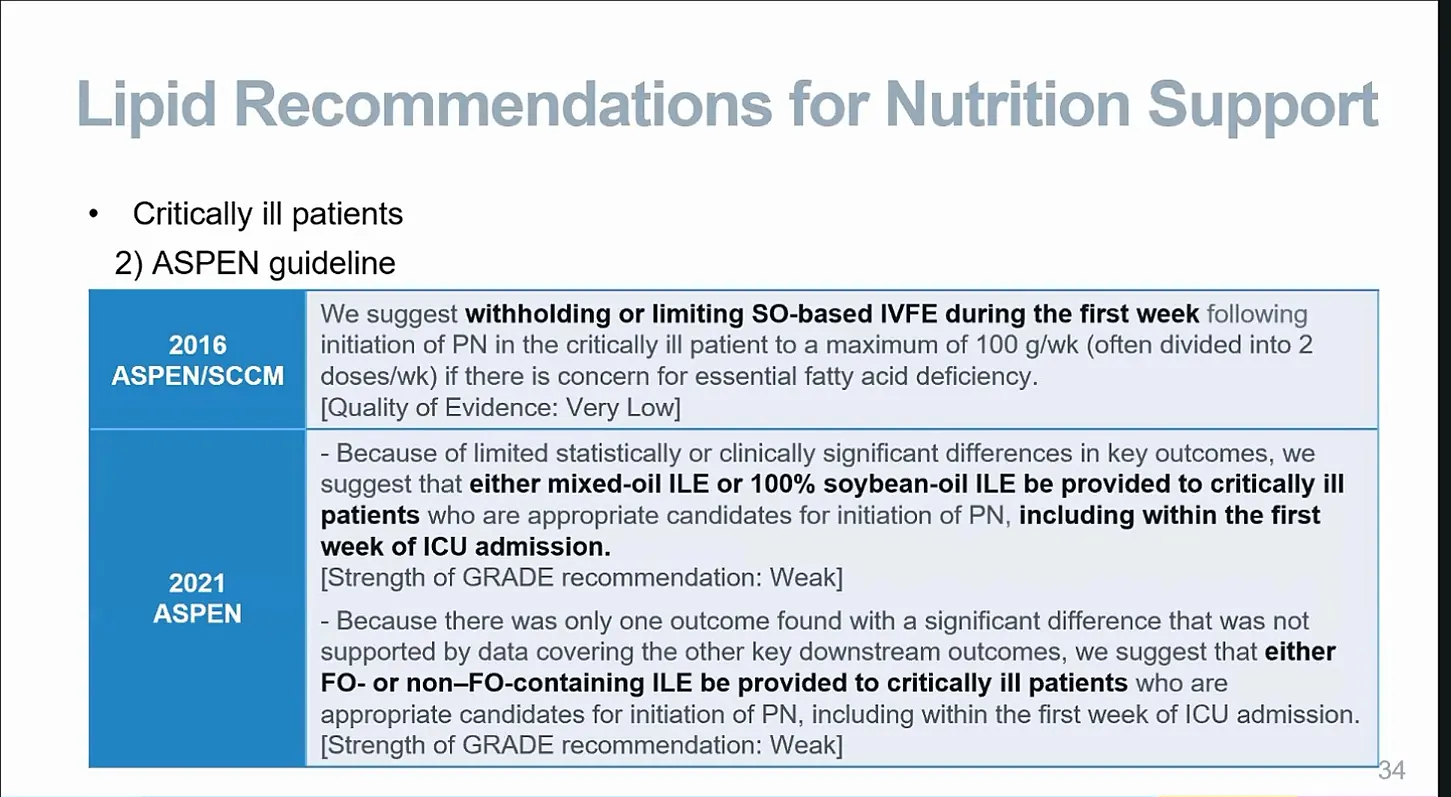 Lipid Recommendations for Nutrition Support
• Critically ill patients
2) ASPEN guideline
2016
ASPEN/SCCM
We suggest withholding or limiting SO-based IVFE during the first week following
initiation of PN in the critically ill patient to a maximum of 100 g/wk (often divided into 2
doses/wk) if there is concern for essential fatty acid deficiency.
[Quality of Evidence: Very Low]
2021
ASPEN
- Because of limited statistically or clinically significant differences in key outcomes, we
suggest that either mixed-oil ILE or 100% soybean-oil ILE be provided to critically ill
patients who are appropriate candidates for initiation of PN, including within the first
week of ICU admission.
[Strength of GRADE recommendation: Weak]
- Because there was only one outcome found with a significant difference that was not
supported by data covering the other key downstream outcomes, we suggest that either
FO- or non–FO-containing ILE be provided to critically ill patients who are
appropriate candidates for initiation of PN, including within the first week of ICU admission.
[Strength of GRADE recommendation: Weak]
34